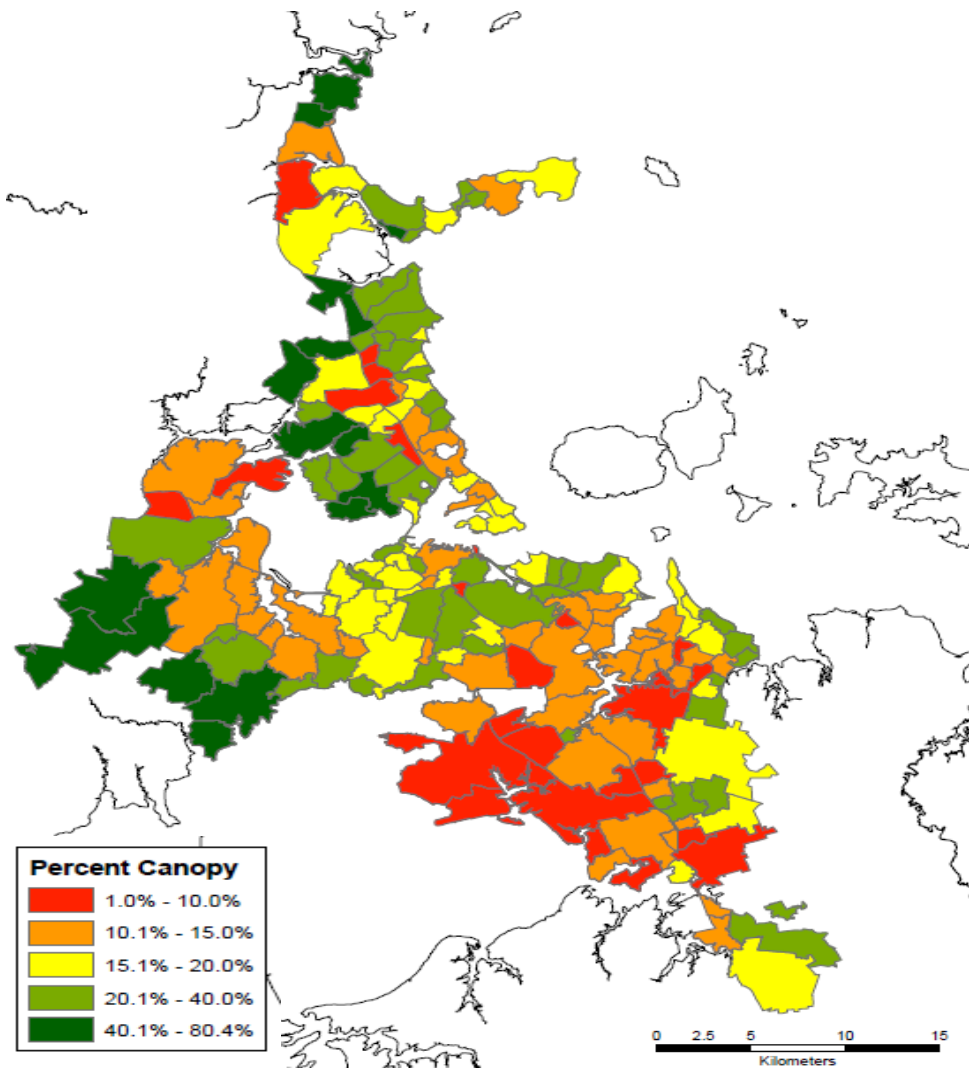 Percent Canopy
1.0% - 10.0%
10.1% - 15.0%
15.1% - 20.0%
20.1% - 40.0%
40.1% - 80.4%
0 2.5 5 10 15
Kilometers